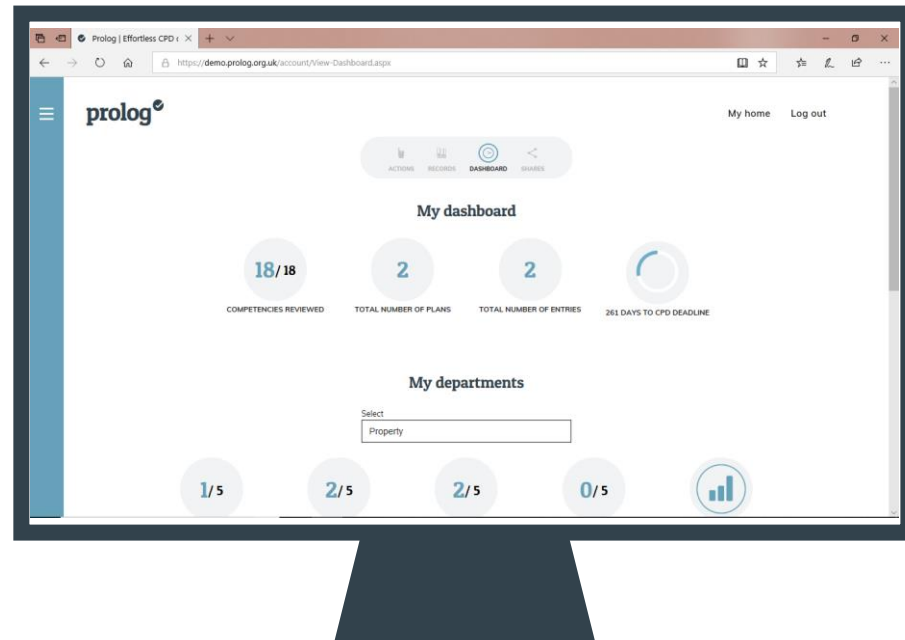 Prolog | Effortless CPD c
https://demo.prolog.org.uk/account/View-Dashboard.aspx
prolog
My home Log out
ACTIONS RECORDS DASHBOARD SHARES
My dashboard
18/ 18 2 2
COMPETENCIES REVIEWED TOTAL NUMBER OF PLANS TOTAL NUMBER OF ENTRIES 261 DAYS TO CPD DEADLINE
My departments
Select
Property
1/ 5 2/ 5 2/ 5 0/ 5